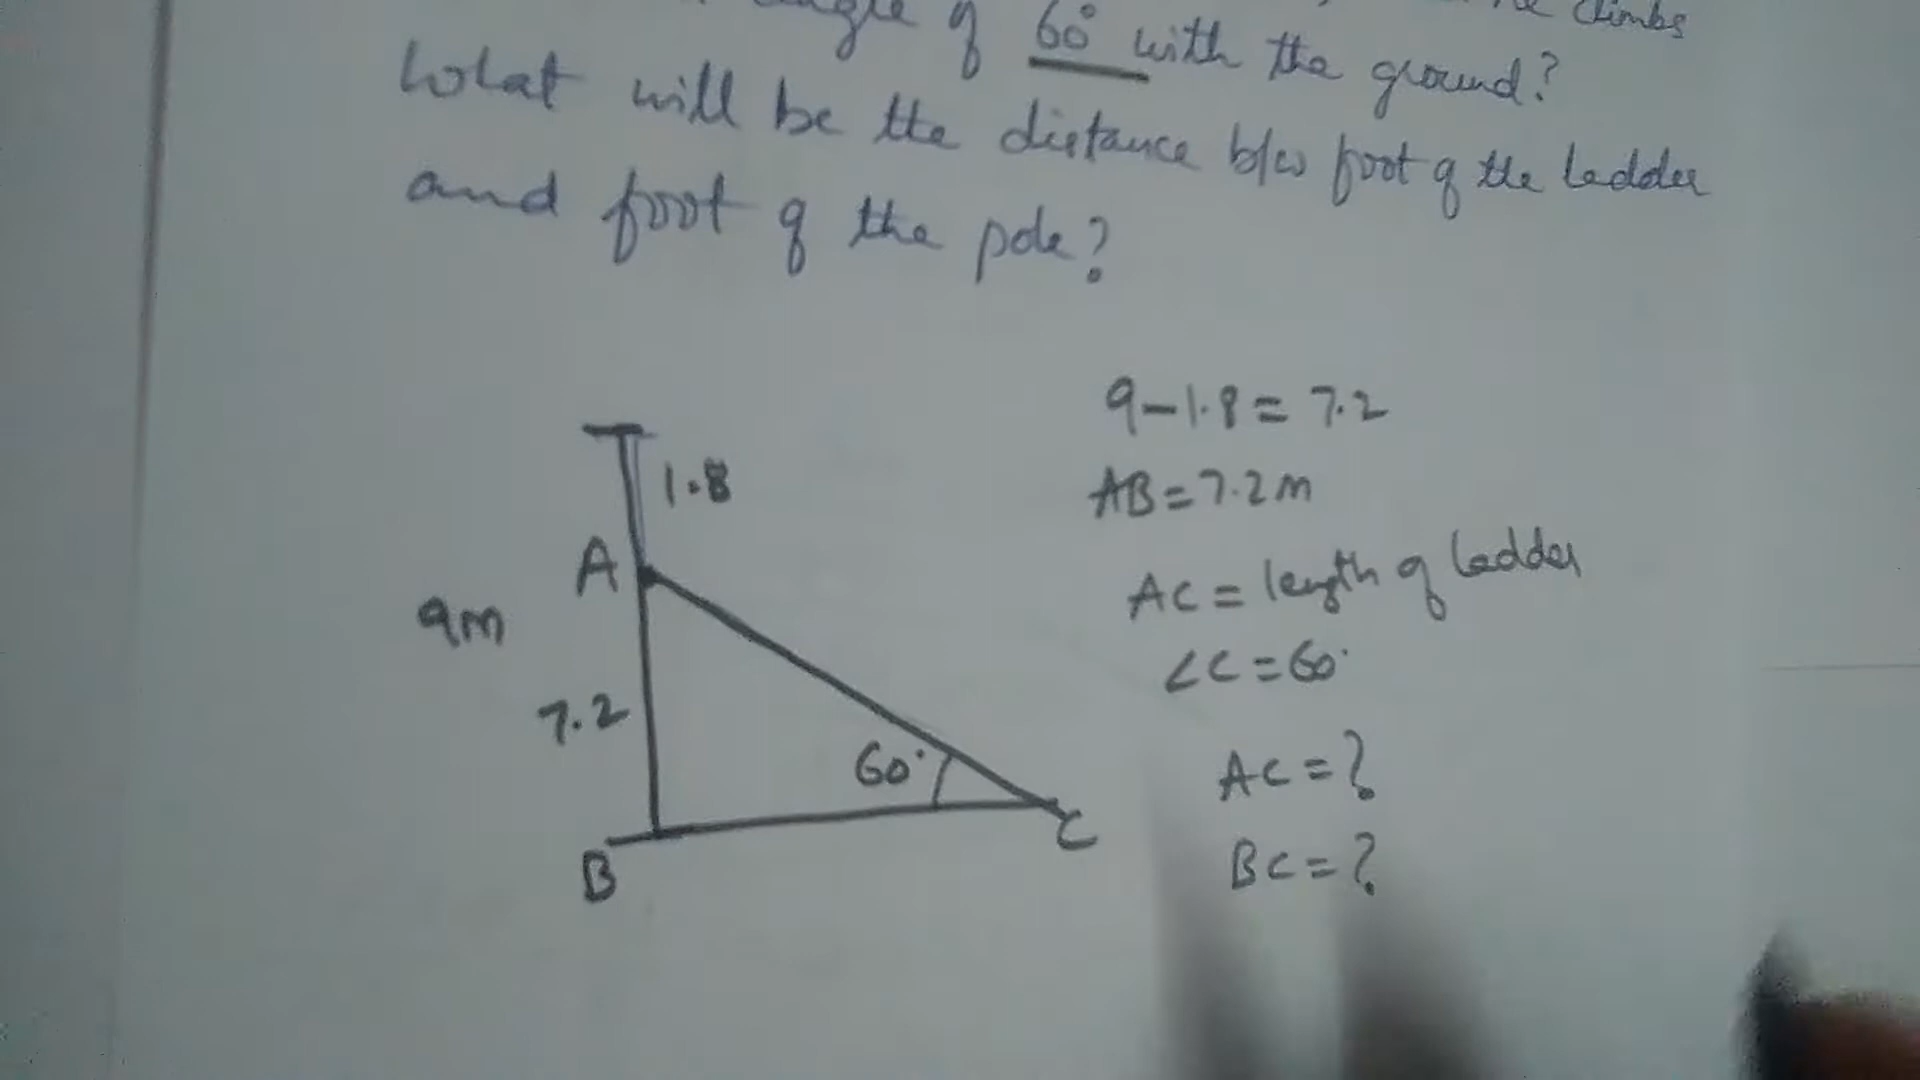 angle of 60° with the ground?
climbs
What will be the distance b/w foot of the ladder
and foot of the pole?
9-1.8=7.2
1.8
AB=7.2m
A
AC=length of ladder
9m
∠C=60°
7.2
60°
AC=?
C
BC=?
B